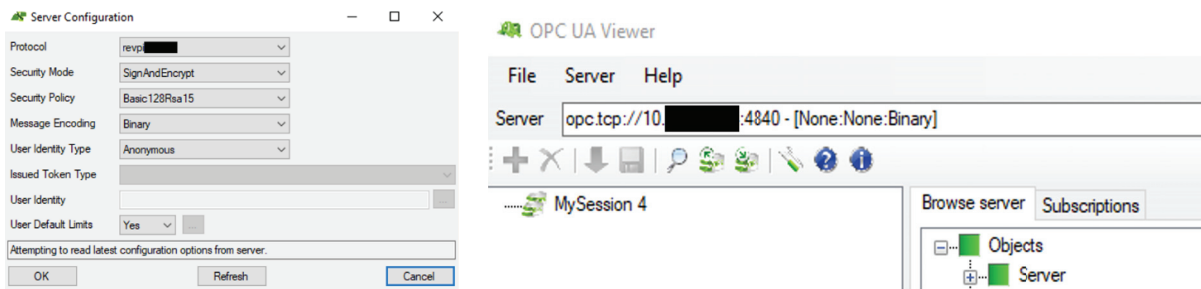 Server Configuration
Protocol revpi
Security Mode SignAndEncrypt
Security Policy Basic128Rsa15
Message Encoding Binary
User Identity Type Anonymous
Issued Token Type
User Identity
User Default Limits Yes
Attempting to read latest configuration options from server.
OK Refresh Cancel
OPC UA Viewer
File Server Help
Server opc.tcp://10. :4840 - [None:None:Binary]
MySession 4
Browse server Subscriptions
Objects
Server